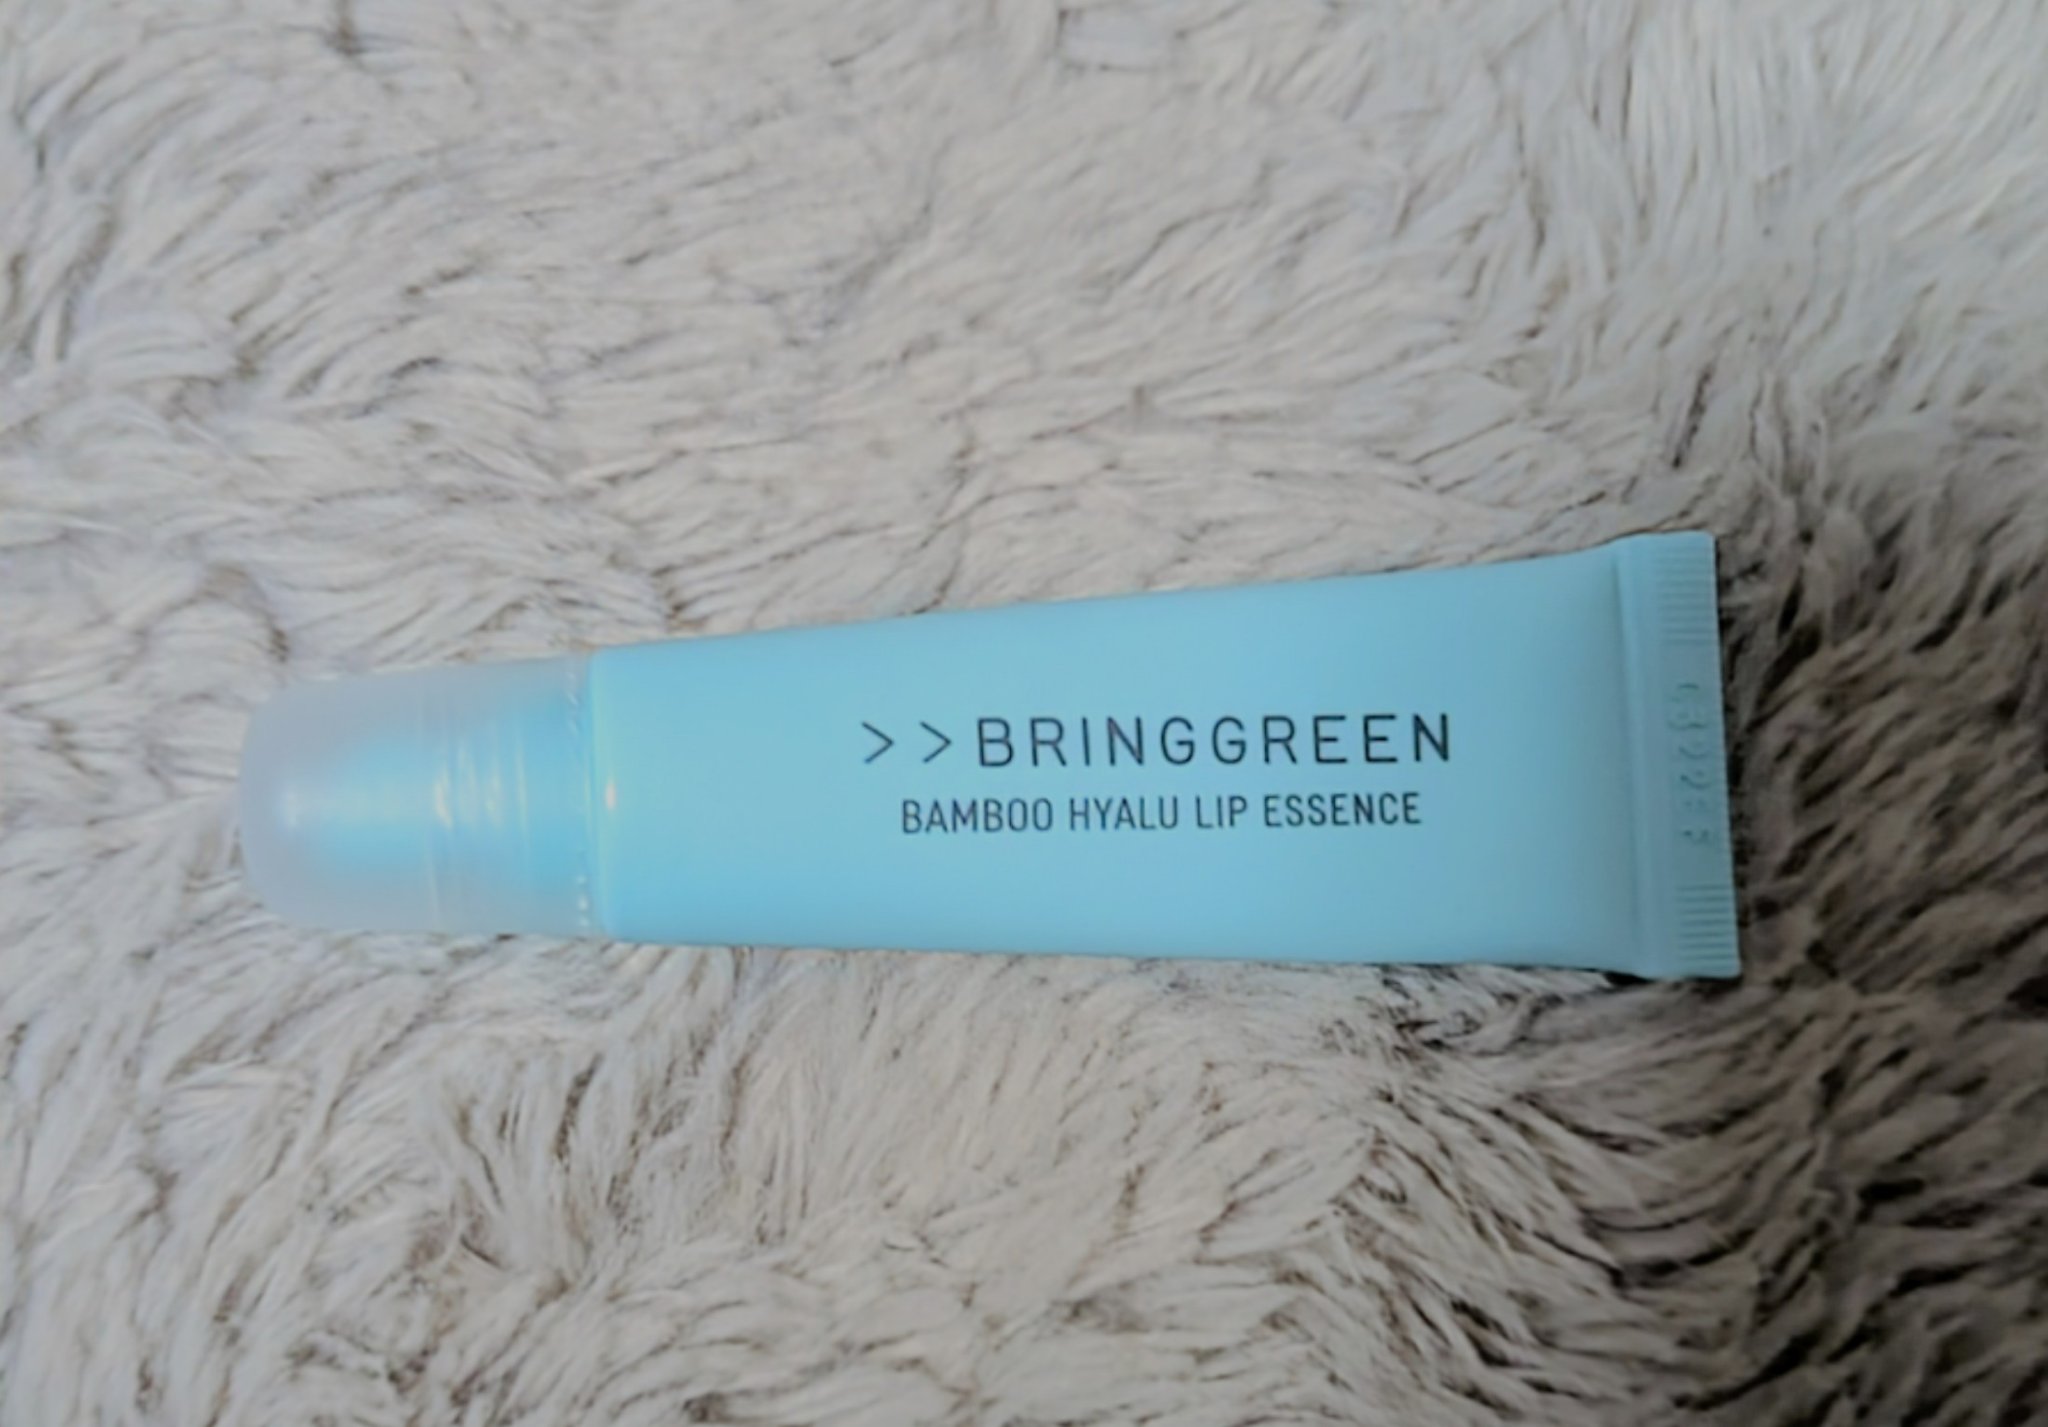 >>BRINGGREEN
BAMBOO HYALU LIP ESSENCE